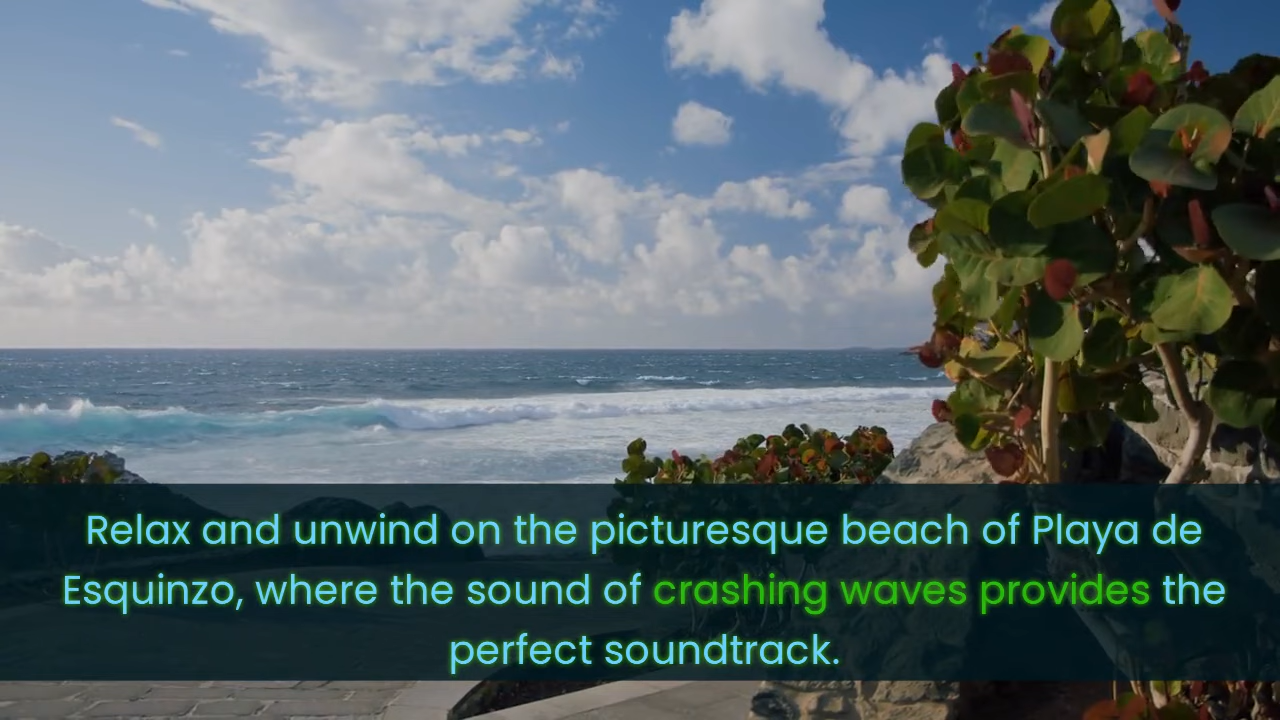 Relax and unwind on the picturesque beach of Playa de
Esquinzo, where the sound of crashing waves provides the
perfect soundtrack.